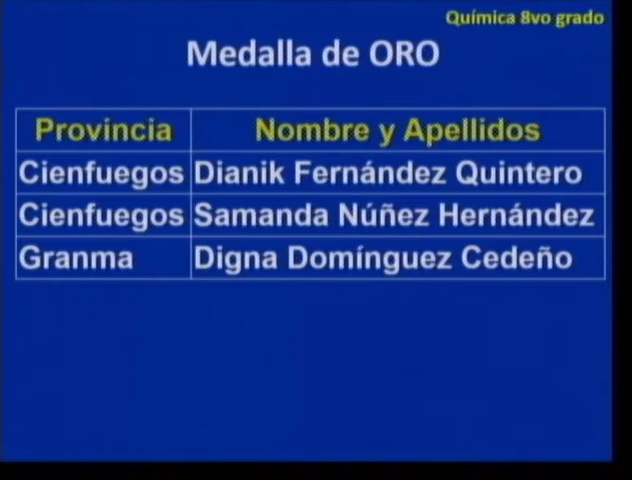 Química 8vo grado
Medalla de ORO
Provincia Nombre y Apellidos
Cienfuegos Dianik Fernández Quintero
Cienfuegos Samanda Núñez Hernández
Granma Digna Domínguez Cedeño